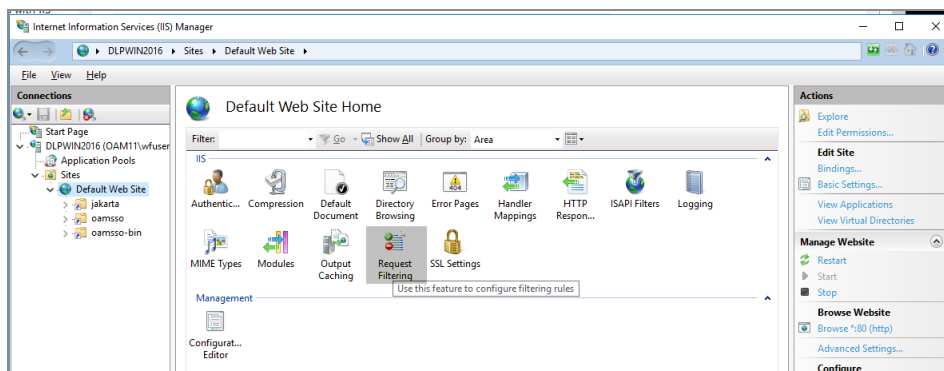 with IIS
Internet Information Services (IIS) Manager
DLPWIN2016 Sites Default Web Site
File View Help
Connections
Start Page
DLPWIN2016 (OAM11\wfuser
Application Pools
Sites
Default Web Site
jakarta
oamsso
oamsso-bin
Default Web Site Home
Filter: Go Show All Group by: Area
IIS
Authentic... Compression Default Document Directory Browsing Error Pages Handler Mappings HTTP Respon... ISAPI Filters Logging
404
MIME Types Modules Output Caching Request Filtering SSL Settings
Use this feature to configure filtering rules
Management
Configurat... Editor
Actions
Explore
Edit Permissions...
Edit Site
Bindings...
Basic Settings...
View Applications
View Virtual Directories
Manage Website
Restart
Start
Stop
Browse Website
Browse *:80 (http)
Advanced Settings...
Configure